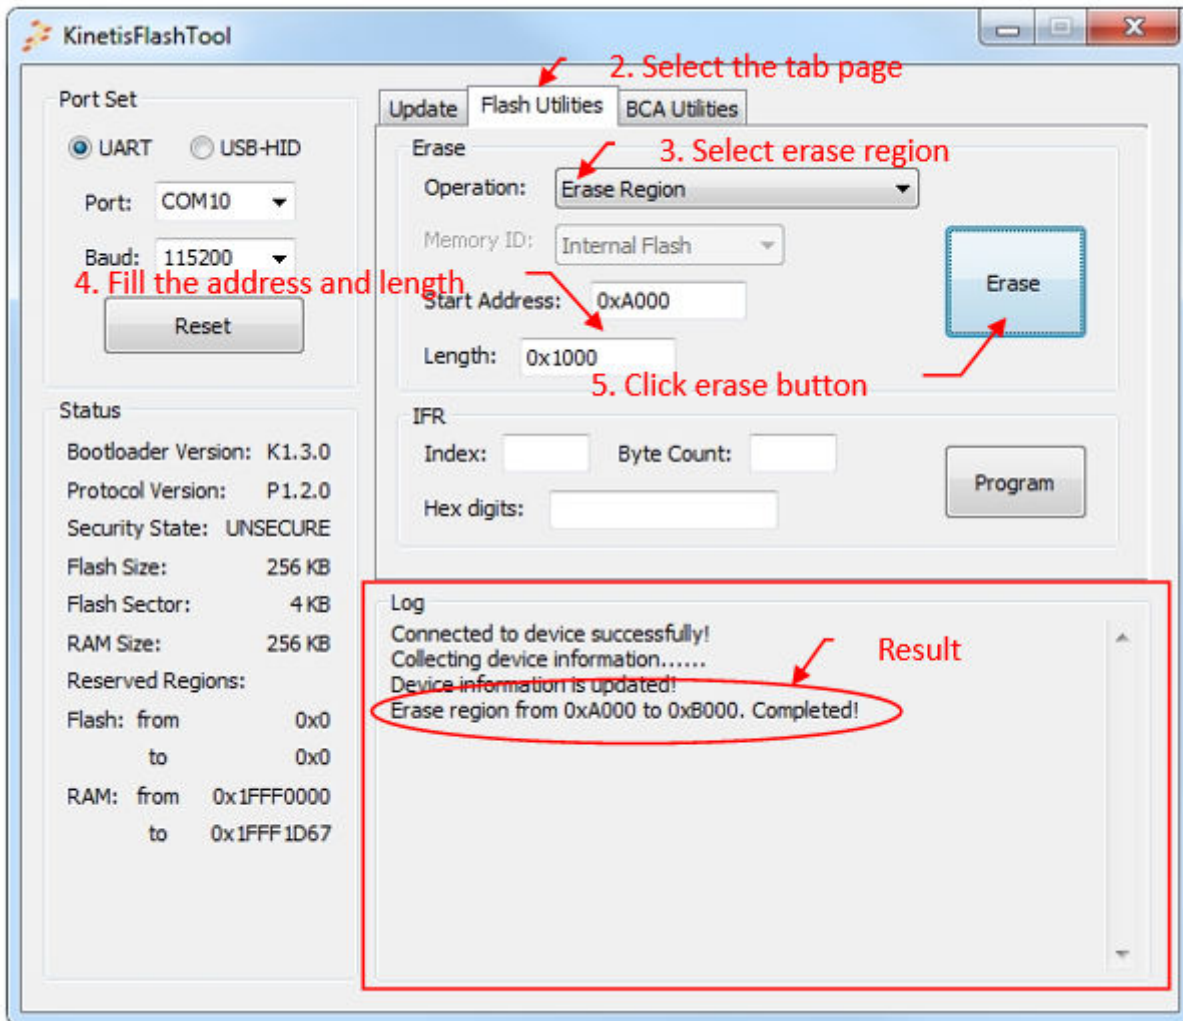 KinetisFlashTool
2. Select the tab page
Port Set
UART USB-HID
Port: COM10
Baud: 115200
4. Fill the address and length
Reset
Update Flash Utilities BCA Utilities
Erase
3. Select erase region
Operation: Erase Region
Memory ID: Internal Flash
Start Address: 0xA000
Length: 0x1000
Erase
5. Click erase button
IFR
Index: Byte Count:
Hex digits:
Program
Status
Bootloader Version: K1.3.0
Protocol Version: P1.2.0
Security State: UNSECURE
Flash Size: 256 KB
Flash Sector: 4 KB
RAM Size: 256 KB
Reserved Regions:
Flash: from 0x0
to 0x0
RAM: from 0x1FFF0000
to 0x1FFF1D67
Log
Connected to device successfully!
Collecting device information......
Device information is updated!
Erase region from 0xA000 to 0xB000. Completed!
Result